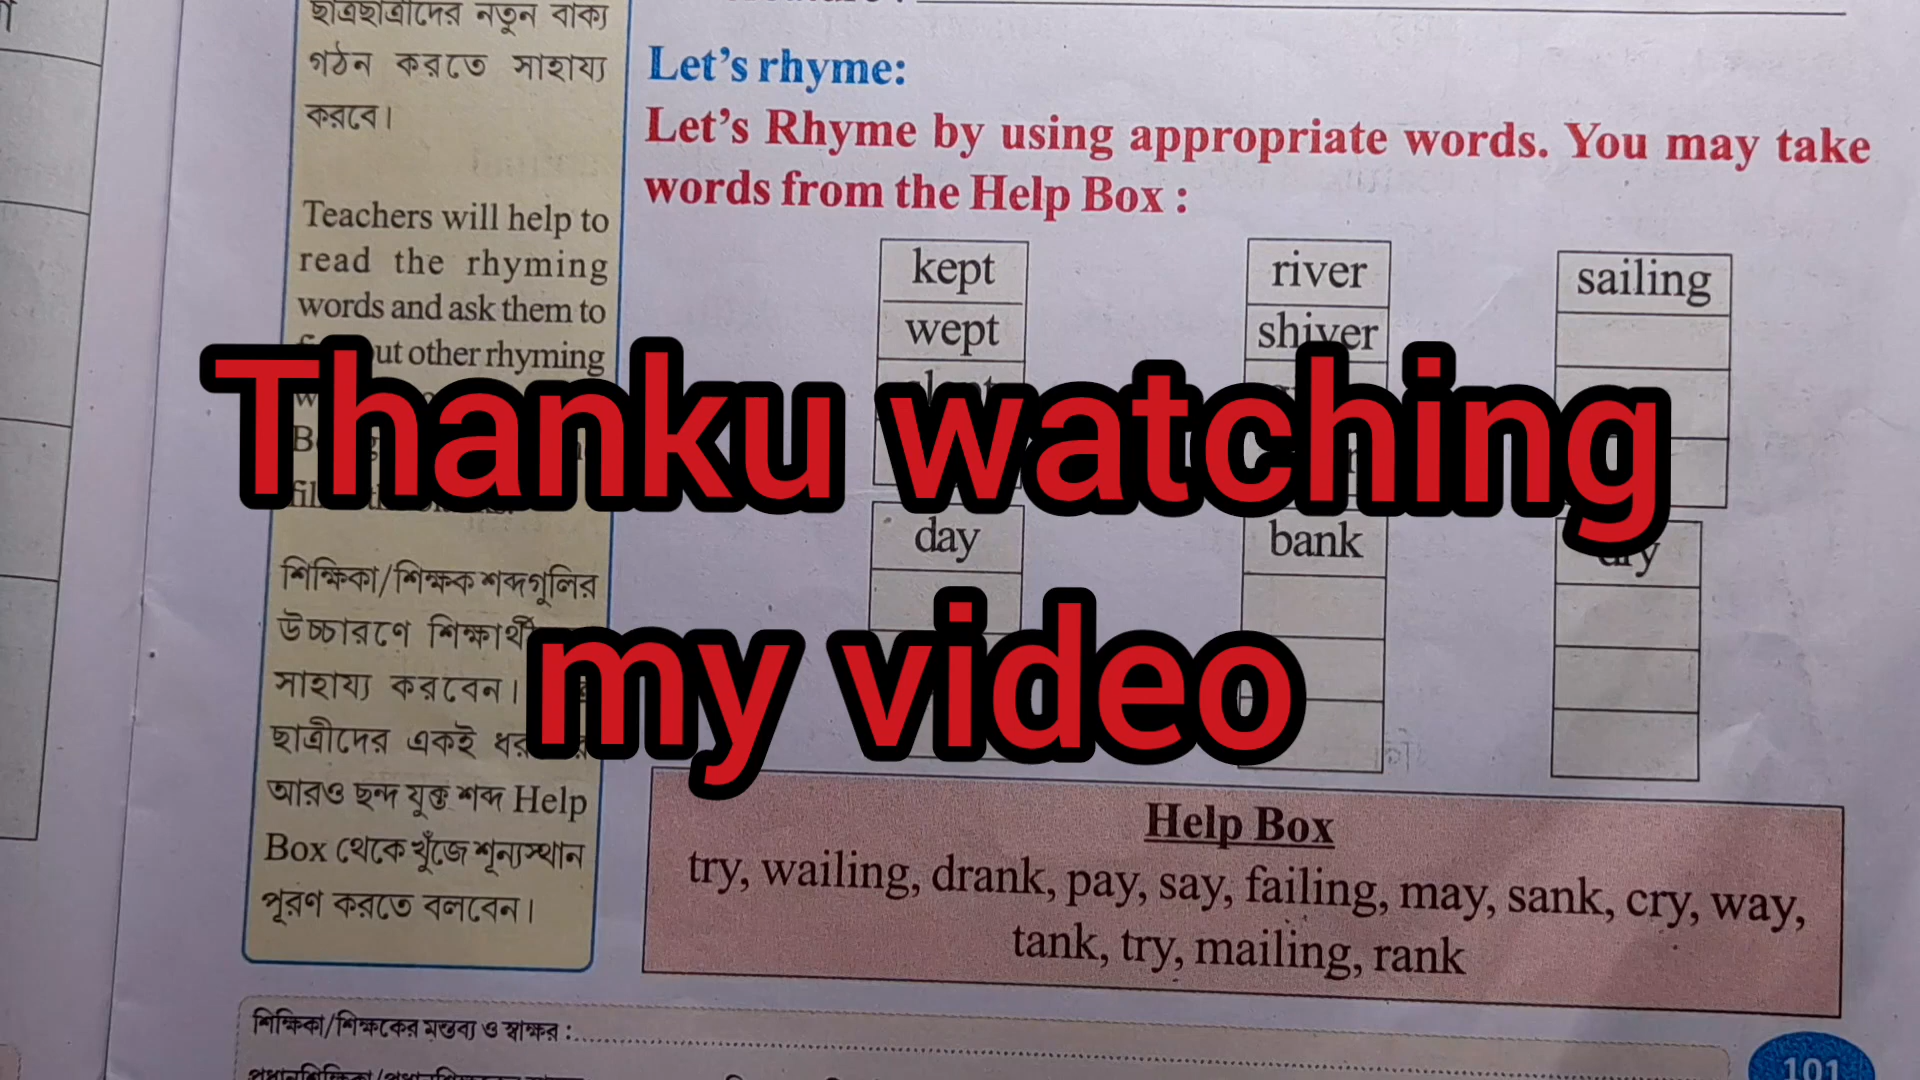 ছাত্রছাত্রীদের নতুন বাক্য
গঠন করতে সাহায্য
করবে।
Teachers will help to
read the rhyming
words and ask them to
out other rhyming
শিক্ষিকা/শিক্ষক শব্দগুলির
উচ্চারণে
সাহায্য করবেন।
ছাত্রীদের একই
আরও ছন্দ যুক্ত শব্দ Help
Box থেকে খুঁজে শূন্যস্থান
পূরণ করতে বলবেন।
Let's rhyme:
Let's Rhyme by using appropriate words. You may take
words from the Help Box :
kept
wept
river
shiver
sailing
Thanku watching
my video
day
bank
dry
Help Box
try, wailing, drank, pay, say, failing, may, sank, cry, way,
tank, try, mailing, rank
শিক্ষিকা/শিক্ষকের মন্তব্য ও স্বাক্ষর :
101